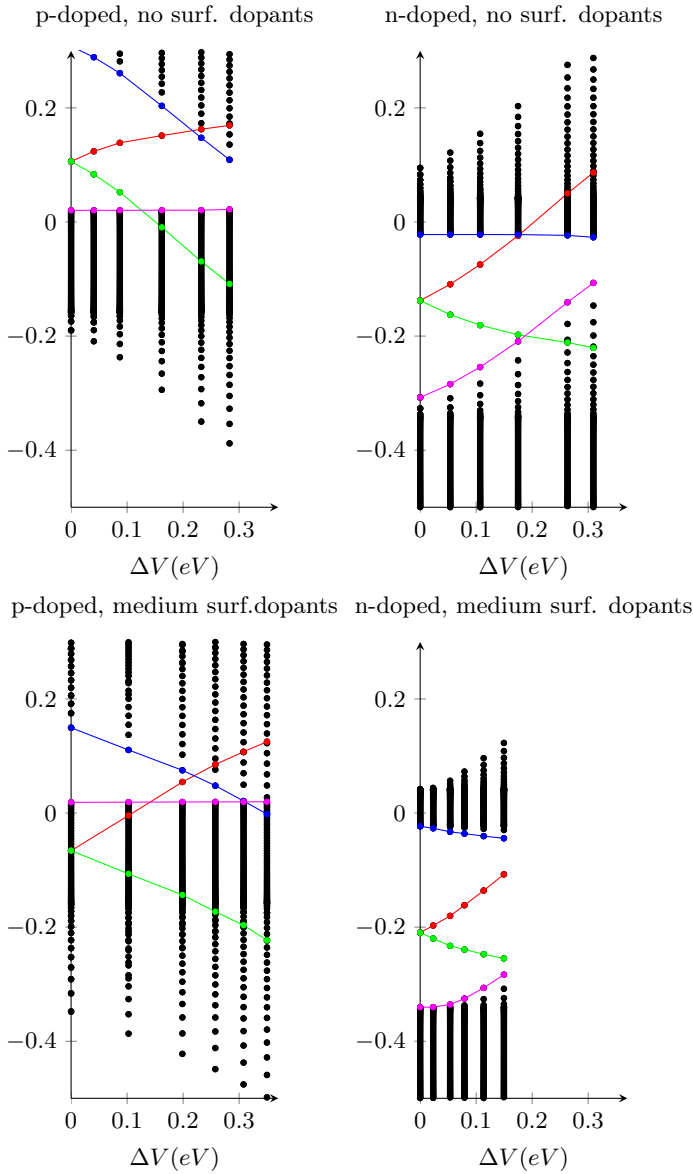 p-doped, no surf. dopants
n-doped, no surf. dopants
0.2
0
−0.2
−0.4
0 0.1 0.2 0.3
ΔV(eV)
0.2
0
−0.2
−0.4
0 0.1 0.2 0.3
ΔV(eV)
p-doped, medium surf.dopants
n-doped, medium surf. dopants
0.2
0
−0.2
−0.4
0 0.1 0.2 0.3
ΔV(eV)
0.2
0
−0.2
−0.4
0 0.1 0.2 0.3
ΔV(eV)